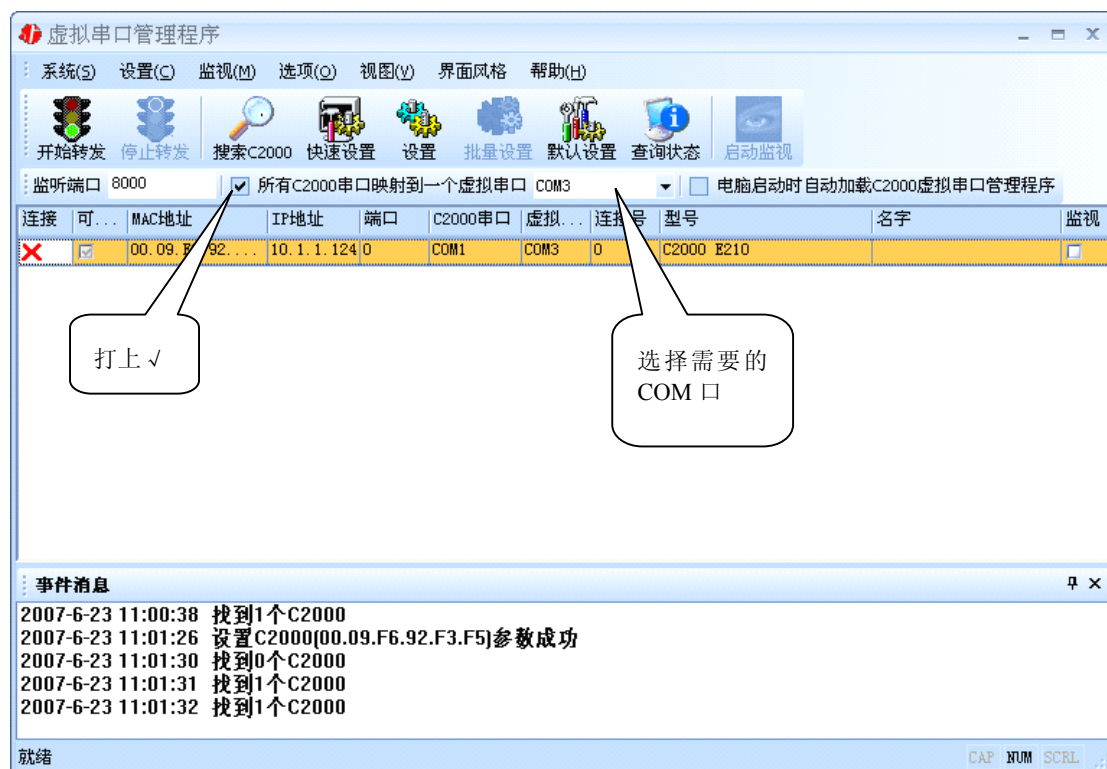 虚拟串口管理程序
系统(S) 设置(C) 监视(M) 选项(O) 视图(V) 界面风格 帮助(H)
开始转发 停止转发 搜索C2000 快速设置 设置 批量设置 默认设置 查询状态 启动监视
监听端口 8000 所有C2000串口映射到一个虚拟串口 COM3 电脑启动时自动加载C2000虚拟串口管理程序
连接 可... MAC地址 IP地址 端口 C2000串口 虚拟... 连接号 型号 名字 监视
00.09. 92.... 10.1.1.124 0 COM1 COM3 0 C2000 E210
打上√
选择需要的
COM 口
事件消息
2007-6-23 11:00:38 找到1个C2000
2007-6-23 11:01:26 设置C2000(00.09.F6.92.F3.F5)参数成功
2007-6-23 11:01:30 找到0个C2000
2007-6-23 11:01:31 找到1个C2000
2007-6-23 11:01:32 找到1个C2000
就绪 CAP NUM SCRL